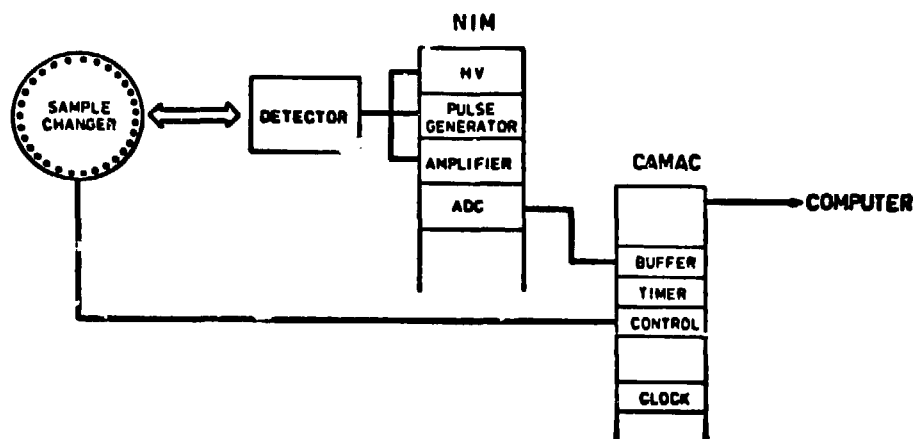 NIM
HV
SAMPLE
CHANGER
DETECTOR
PULSE
GENERATOR
AMPLIFIER
ADC
CAMAC
COMPUTER
BUFFER
TIMER
CONTROL
CLOCK